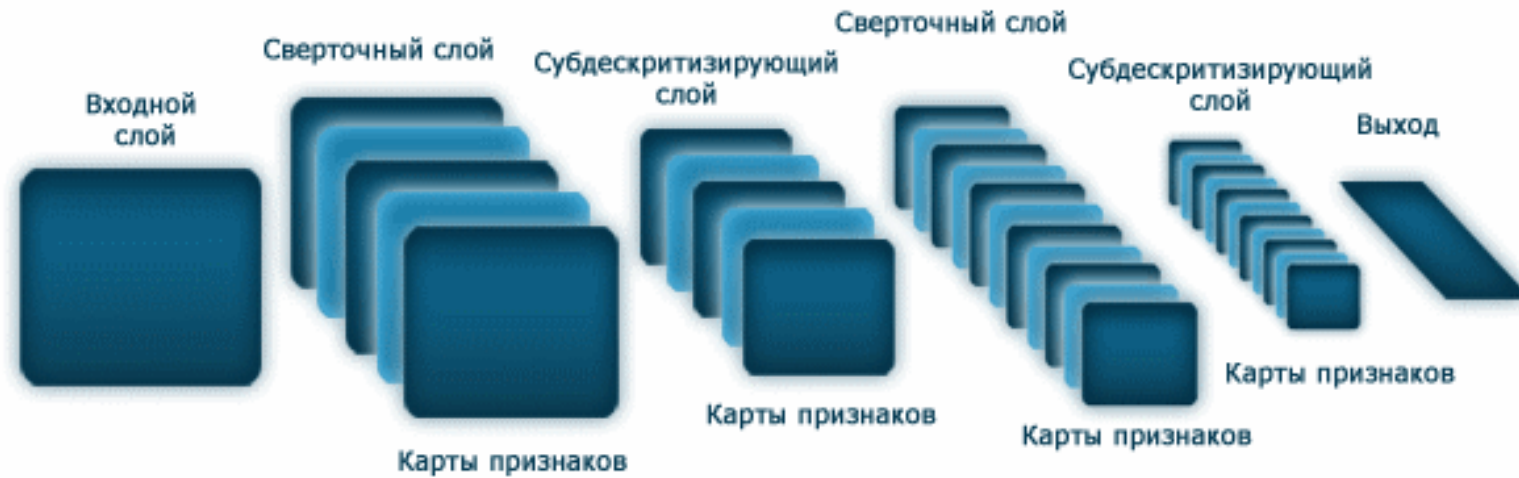 Входной
слой
Сверточный слой
Карты признаков
Субдескритизирующий
слой
Карты признаков
Сверточный слой
Карты признаков
Субдескритизирующий
слой
Карты признаков
Выход